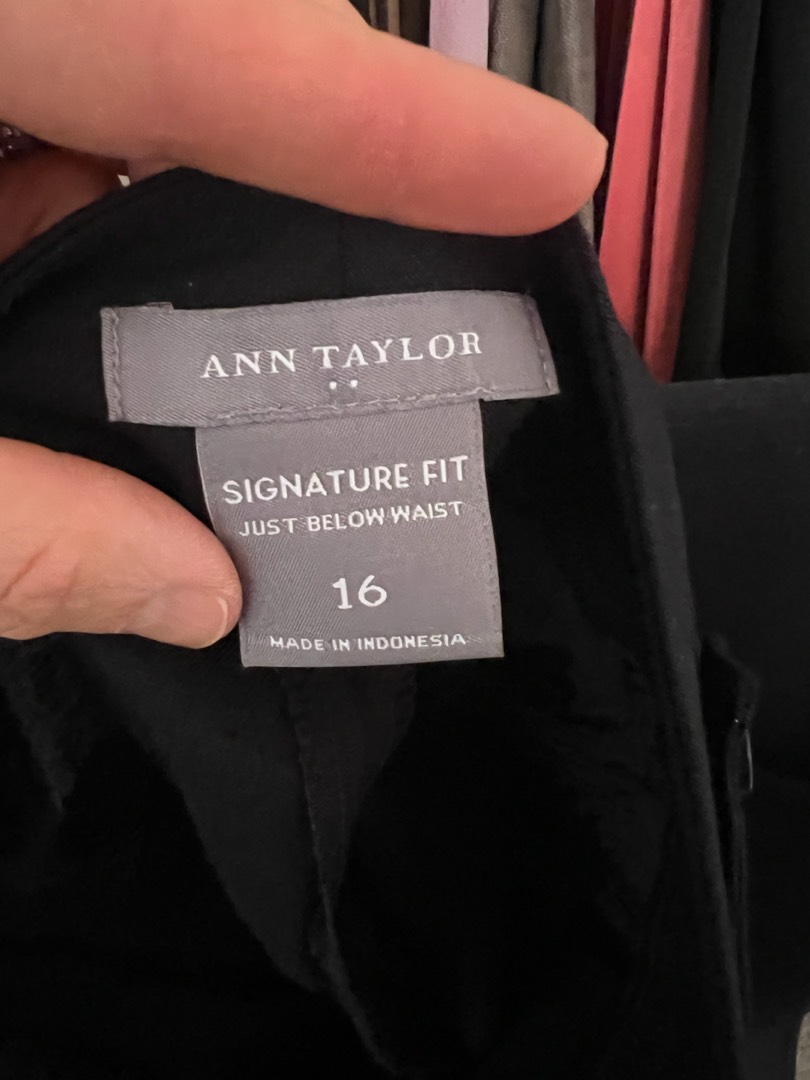 ANN TAYLOR
SIGNATURE FIT
JUST BELOW WAIST
16
MADE IN INDONESIA